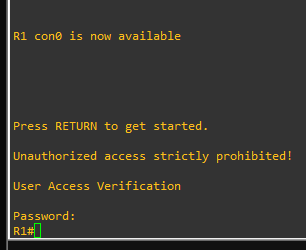 R1 con0 is now available
Press RETURN to get started.
Unauthorized access strictly prohibited!
User Access Verification
Password:
R1#